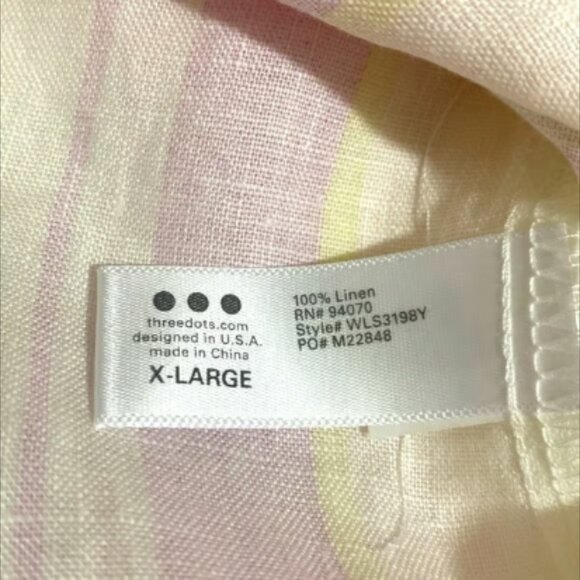 threedots.com
designed in U.S.A.
made in China
X-LARGE
100% Linen
RN# 94070
Style# WLS3198Y
PO# M22848